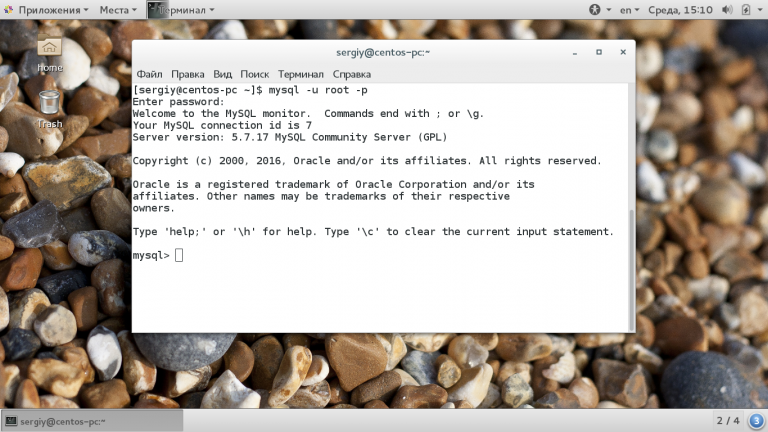 Приложения Места Терминал en Среда, 15:10
Home
Trash
sergiy@centos-pc:~
Файл Правка Вид Поиск Терминал Справка
[sergiy@centos-pc ~]$ mysql -u root -p
Enter password:
Welcome to the MySQL monitor.  Commands end with ; or \g.
Your MySQL connection id is 7
Server version: 5.7.17 MySQL Community Server (GPL)
Copyright (c) 2000, 2016, Oracle and/or its affiliates. All rights reserved.
Oracle is a registered trademark of Oracle Corporation and/or its
affiliates. Other names may be trademarks of their respective
owners.
Type 'help;' or '\h' for help. Type '\c' to clear the current input statement.
mysql>
sergiy@centos-pc:~ 2 / 4 3